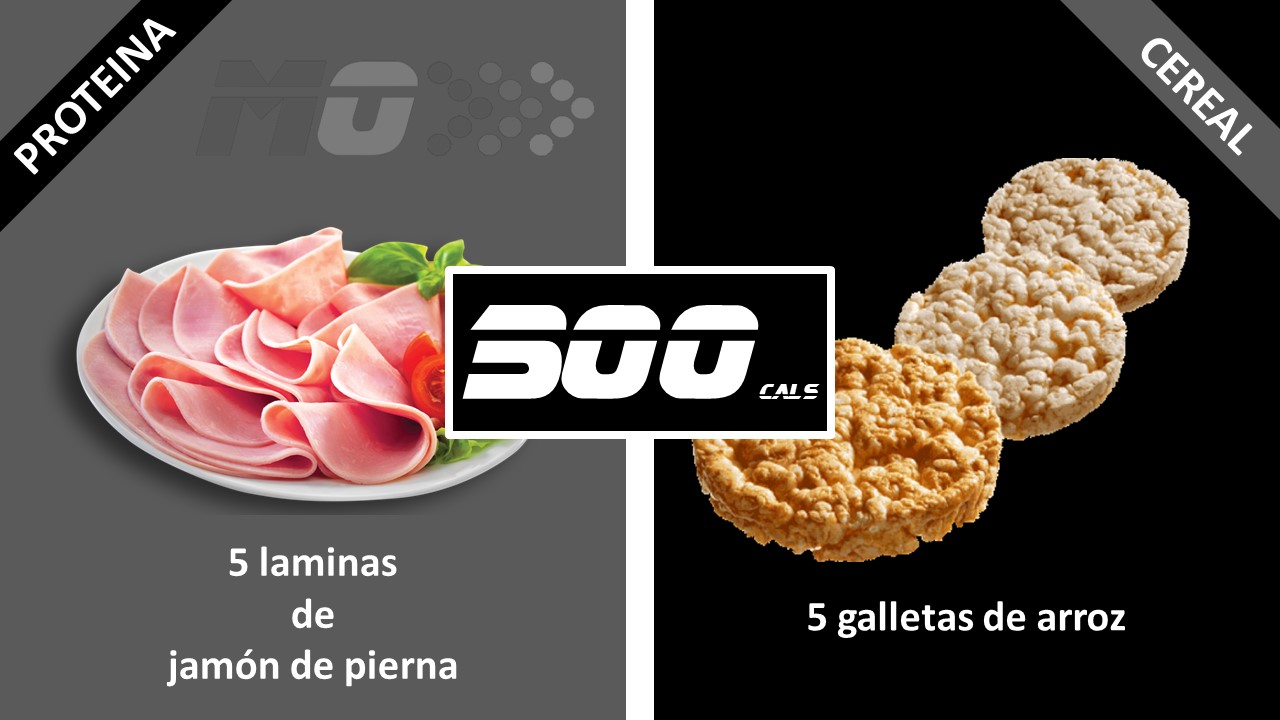 PROTEINA
MO
5 laminas
de
jamón de pierna
300
CALS
CEREAL
5 galletas de arroz